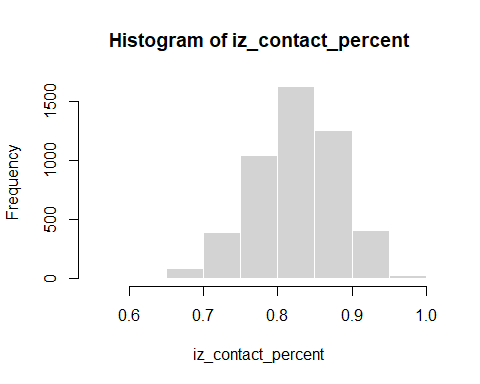 Histogram of iz_contact_percent
Frequency
1500
1000
500
0
0.6 0.7 0.8 0.9 1.0
iz_contact_percent